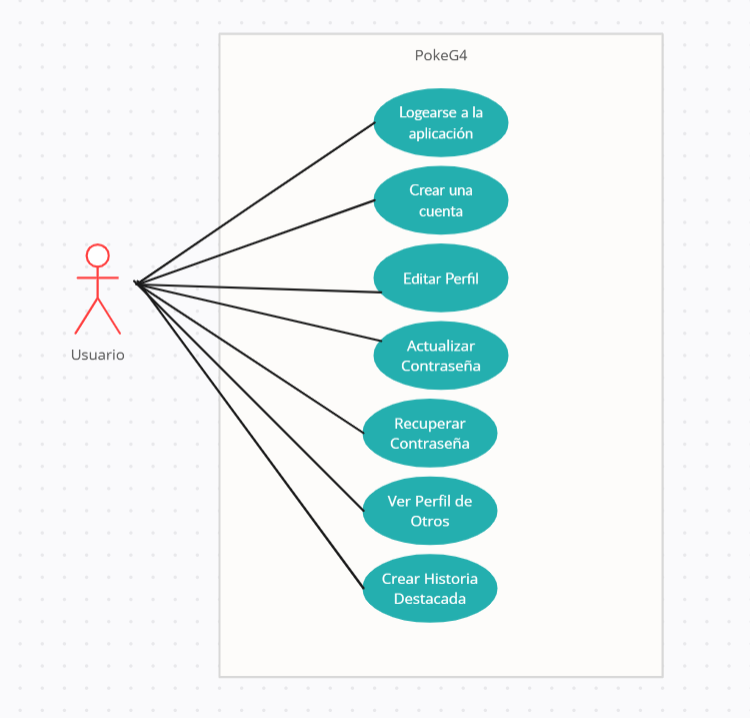 PokeG4
Logearse a la
aplicación
Crear una
cuenta
Editar Perfil
Actualizar
Contraseña
Usuario
Recuperar
Contraseña
Ver Perfil de
Otros
Crear Historia
Destacada